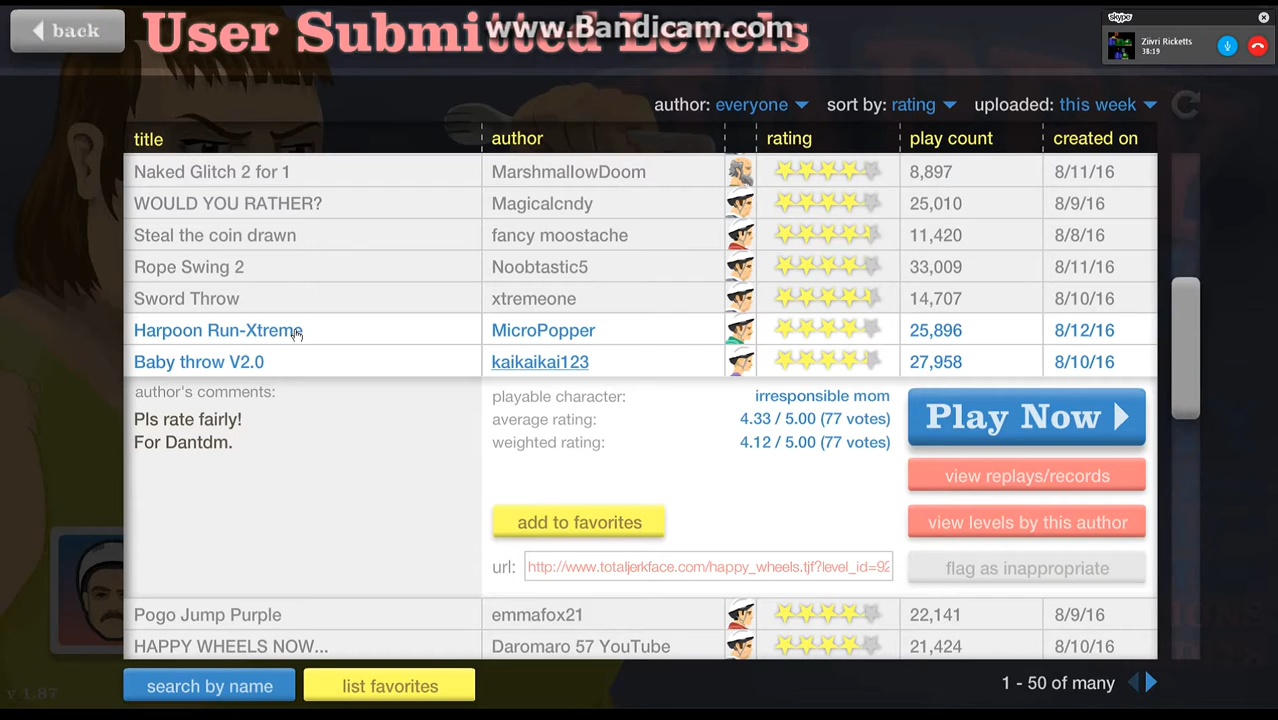 back
User Submitted Levels
www.Bandicam.com
skype
Ziivri Ricketts
38:19
author: everyone sort by: rating uploaded: this week
title author rating play count created on
Naked Glitch 2 for 1 MarshmallowDoom 8,897 8/11/16
WOULD YOU RATHER? Magicalcndy 25,010 8/9/16
Steal the coin drawn fancy moostache 11,420 8/8/16
Rope Swing 2 Noobtastic5 33,009 8/11/16
Sword Throw xtremeone 14,707 8/10/16
Harpoon Run-Xtreme MicroPopper 25,896 8/12/16
Baby throw V2.0 kaikaikai123 27,958 8/10/16
author's comments:
Pls rate fairly!
For Dantdm.
playable character: irresponsible mom
average rating: 4.33 / 5.00 (77 votes)
weighted rating: 4.12 / 5.00 (77 votes)
add to favorites
url: http://www.totaljerkface.com/happy_wheels.tjf?level_id=92
Play Now
view replays/records
view levels by this author
flag as inappropriate
Pogo Jump Purple emmafox21 22,141 8/9/16
HAPPY WHEELS NOW... Daromaro 57 YouTube 21,424 8/10/16
search by name list favorites 1 - 50 of many
v 1.87